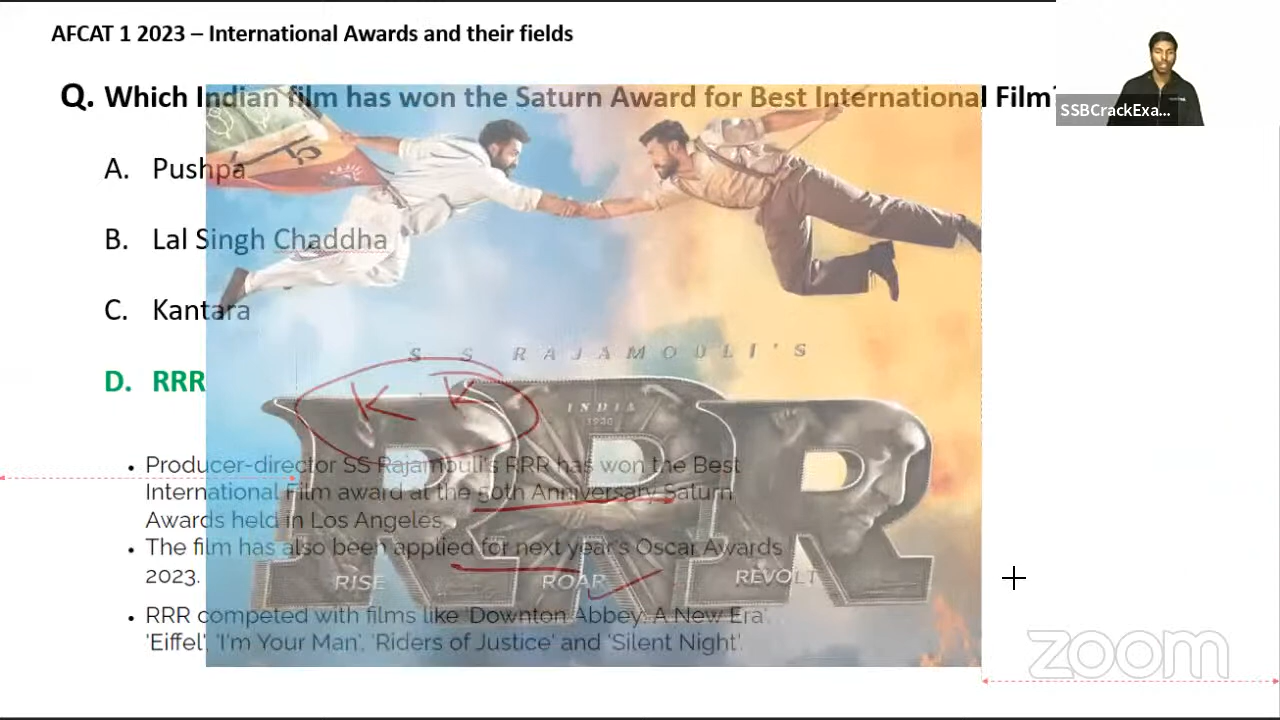 AFCAT 1 2023 – International Awards and their fields
Q. Which Indian film has won the Saturn Award for Best International Film?
SSBCrackExa...
A. Pushpa
B. Lal Singh Chaddha
C. Kantara
S S RAJAMOULI'S
D. RRR
K R
INDIA
1920
RRR
• Producer-director SS Rajamouli's RRR has won the Best
International Film award at the 50th Anniversary Saturn
Awards held in Los Angeles.
• The film has also been applied for next year's Oscar Awards
2023.
RISE ROAR REVOLT
• RRR competed with films like 'Downton Abbey: A New Era',
'Eiffel', 'I'm Your Man', 'Riders of Justice' and 'Silent Night'.
zoom